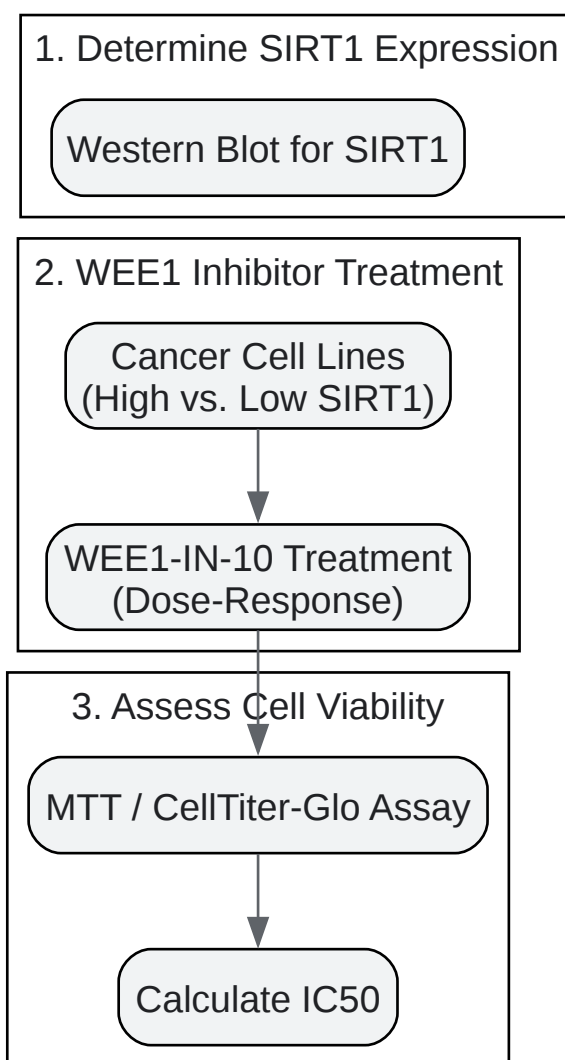 1. Determine SIRT1 Expression
Western Blot for SIRT1
2. WEE1 Inhibitor Treatment
Cancer Cell Lines
(High vs. Low SIRT1)
WEE1-IN-10 Treatment
(Dose-Response)
3. Assess Cell Viability
MTT / CellTiter-Glo Assay
Calculate IC50